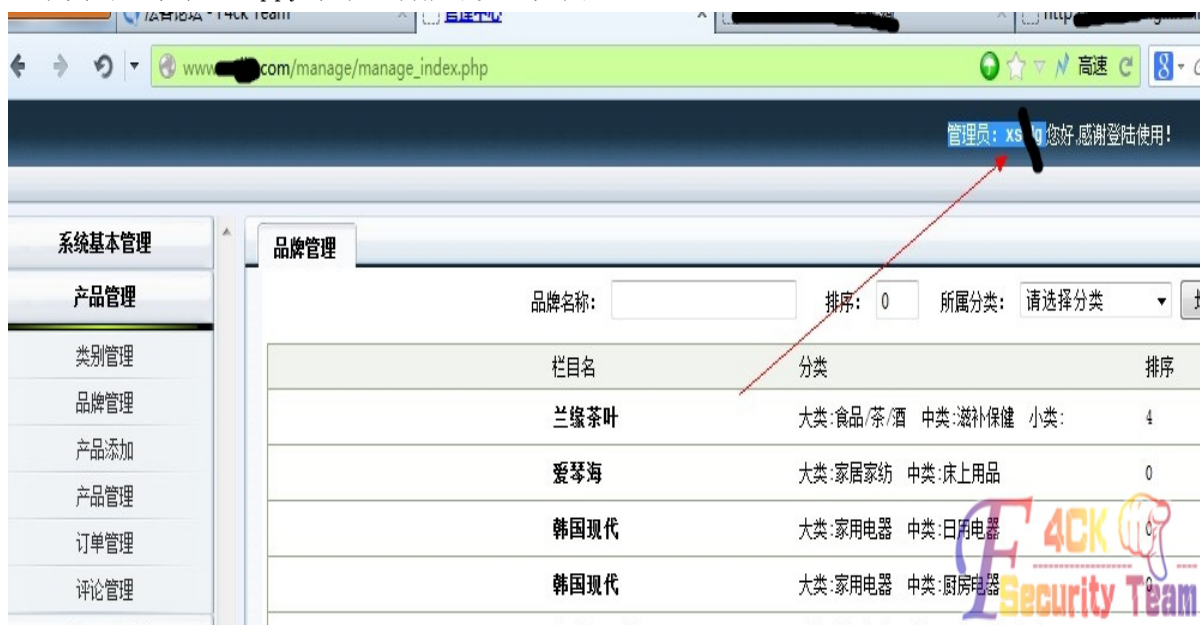 管理中心
www.
com/manage/manage_index.php
高速
管理员: xs
g 您好,感谢登陆使用!
系统基本管理
品牌管理
产品管理
品牌名称:
排序: 0
所属分类: 请选择分类
类别管理
栏目名 分类 排序
品牌管理
兰缘茶叶 大类:食品/茶/酒 中类:滋补保健 小类: 4
产品添加
爱琴海 大类:家居家纺 中类:床上用品 0
产品管理
韩国现代 大类:家用电器 中类:日用电器
订单管理
韩国现代 大类:家用电器 中类:厨房电器
评论管理
F4CK
Security Team